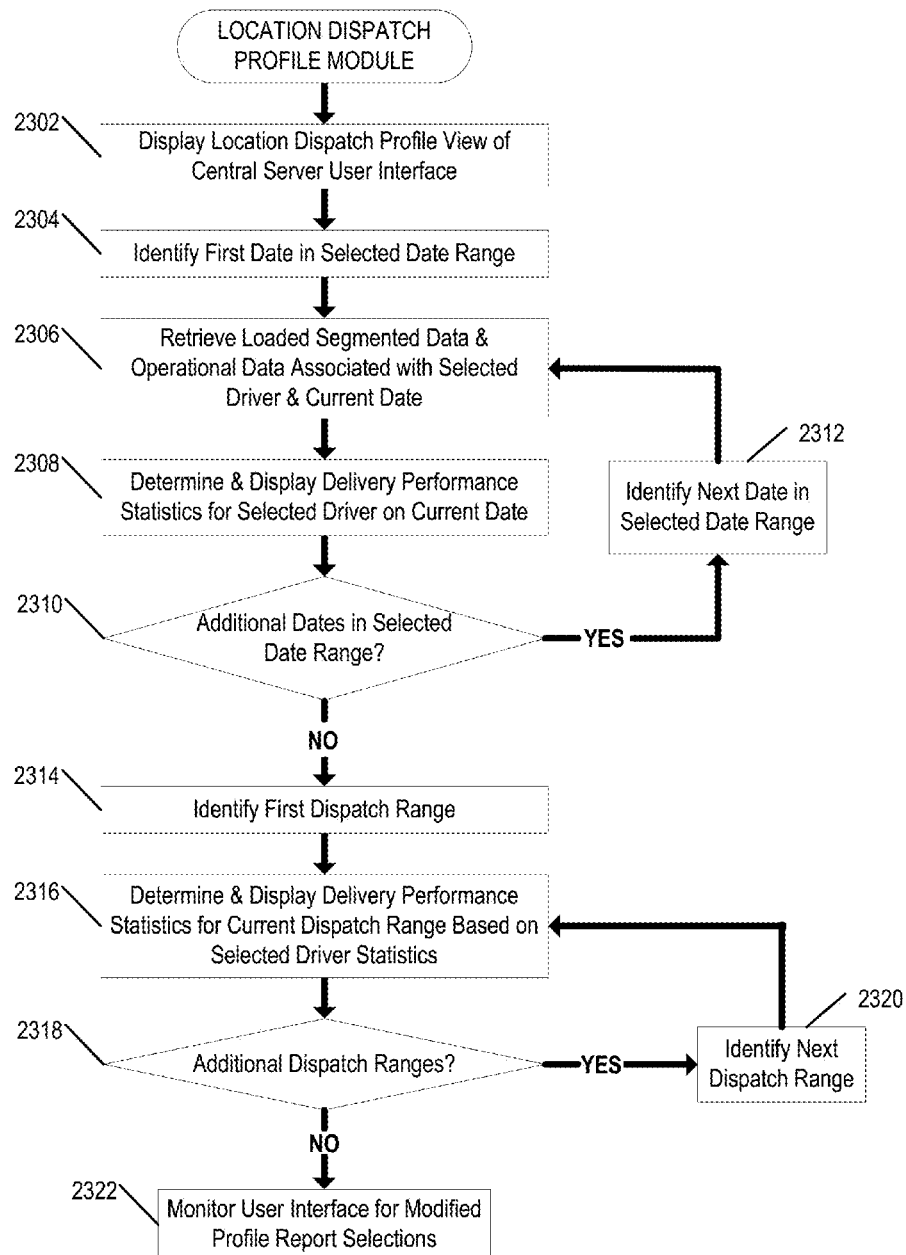 LOCATION DISPATCH
PROFILE MODULE
2302
Display Location Dispatch Profile View of
Central Server User Interface
2304
Identify First Date in Selected Date Range
2306
Retrieve Loaded Segmented Data &
Operational Data Associated with Selected
Driver & Current Date
2308
Determine & Display Delivery Performance
Statistics for Selected Driver on Current Date
2312
Identify Next Date in
Selected Date Range
2310
Additional Dates in Selected
Date Range?
YES
NO
2314
Identify First Dispatch Range
2316
Determine & Display Delivery Performance
Statistics for Current Dispatch Range Based on
Selected Driver Statistics
2318
Additional Dispatch Ranges?
YES
2320
Identify Next
Dispatch Range
NO
2322
Monitor User Interface for Modified
Profile Report Selections